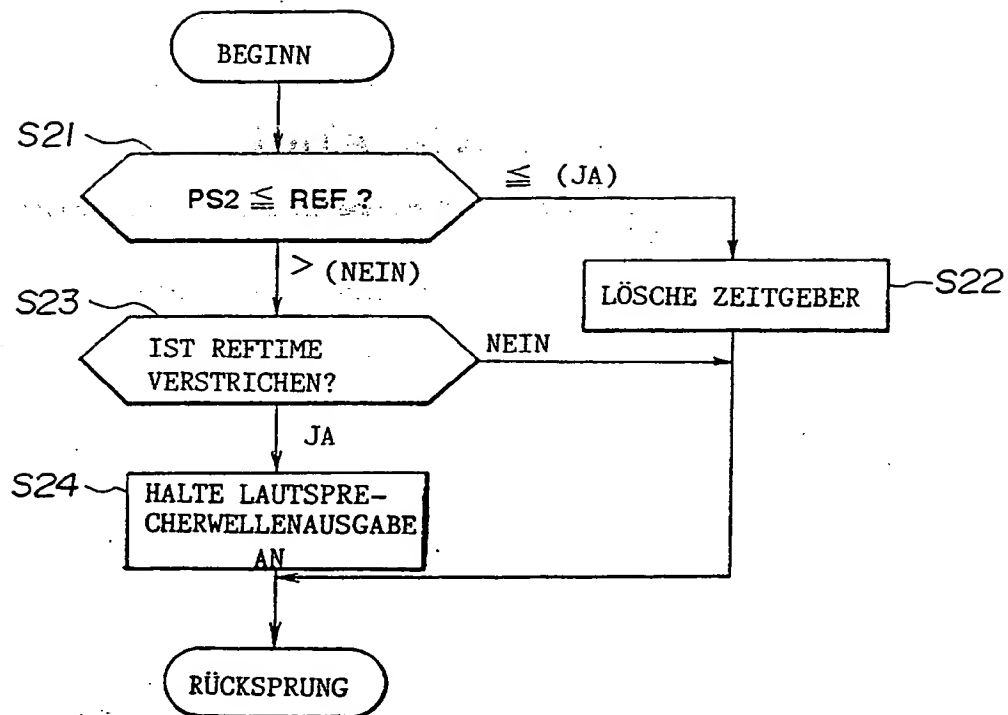 BEGINN
S21
PS2 ≦ REF ?
≦ (JA)
> (NEIN)
LÖSCHE ZEITGEBER
S22
S23
IST REFTIME
VERSTRICHEN?
NEIN
JA
S24
HALTE LAUTSPRE-
CHERWELLENAUSGABE
AN
RÜCKSPRUNG